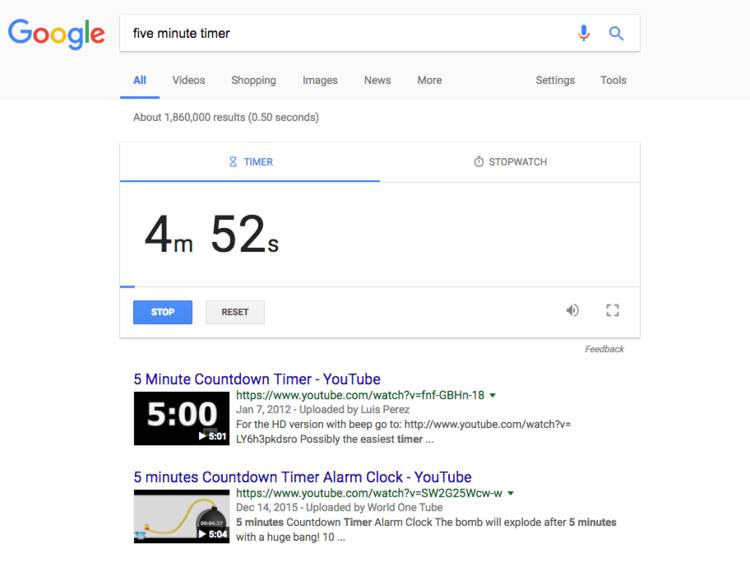 Google
five minute timer
All Videos Shopping Images News More Settings Tools
About 1,860,000 results (0.50 seconds)
TIMER STOPWATCH
4m 52s
STOP RESET
Feedback
5 Minute Countdown Timer - YouTube
https://www.youtube.com/watch?v=fnf-GBHn-18
Jan 7, 2012 - Uploaded by Luis Perez
For the HD version with beep go to: http://www.youtube.com/watch?v=
LY6h3pkdsro Possibly the easiest timer ...
5:00
5:01
5 minutes Countdown Timer Alarm Clock - YouTube
https://www.youtube.com/watch?v=SW2G25Wcw-w
Dec 14, 2015 - Uploaded by World One Tube
5 minutes Countdown Timer Alarm Clock The bomb will explode after 5 minutes
with a huge bang! 10 ...
5:04